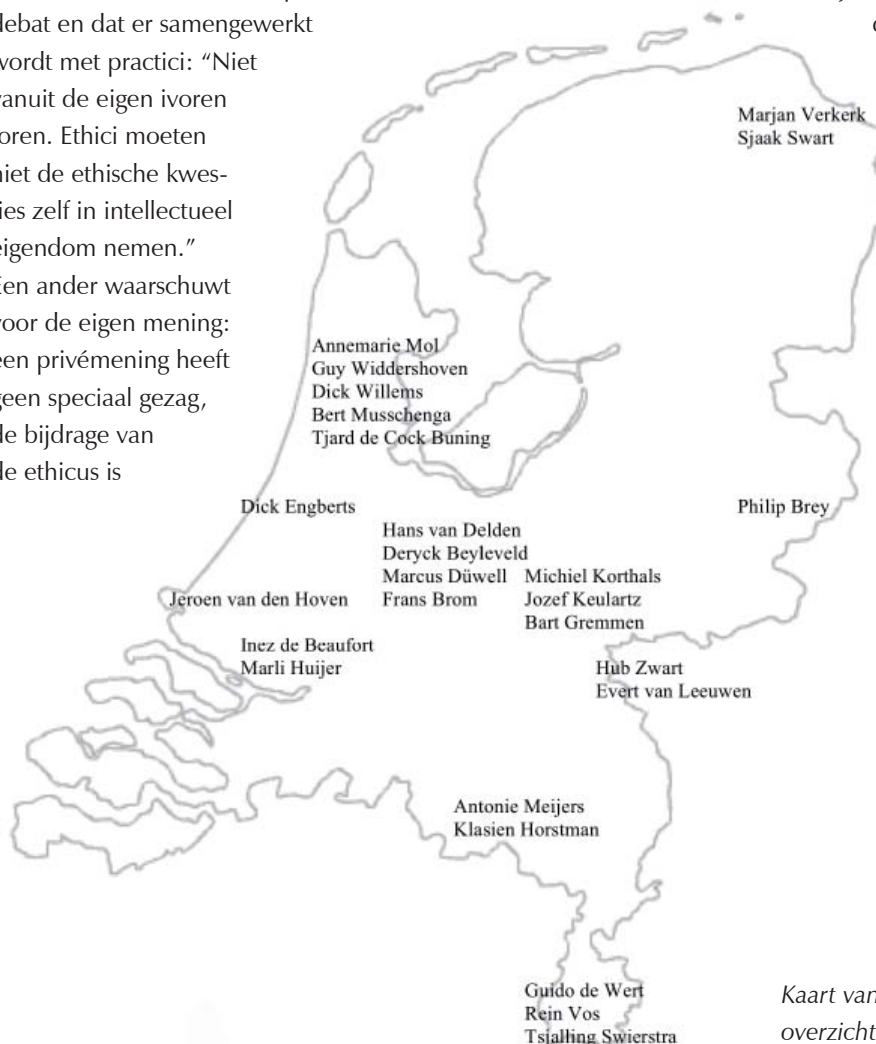 debat en dat er samengewerkt
wordt met practici: “Niet
vanuit de eigen ivoren
toren. Ethici moeten
niet de ethische kwes-
ties zelf in intellectueel
eigendom nemen.”
Een ander waarschuwt
voor de eigen mening:
een privémening heeft
geen speciaal gezag,
de bijdrage van
de ethicus is
Marjan Verkerk
Sjaak Swart
Annemarie Mol
Guy Widdershoven
Dick Willems
Bert Musschenga
Tjard de Cock Buning
Dick Engberts
Philip Brey
Hans van Delden
Deryck Beyleveld
Marcus Düwell
Frans Brom
Michiel Korthals
Jozef Keulartz
Bart Gremmen
Jeroen van den Hoven
Inez de Beaufort
Marli Huijer
Hub Zwart
Evert van Leeuwen
Antonie Meijers
Klasien Horstman
Guido de Wert
Rein Vos
Tsjalling Swierstra
Kaart van
overzicht